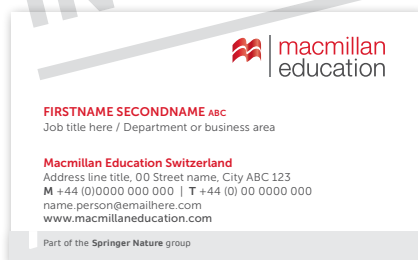 IN
macmillan
education
FIRSTNAME SECONDNAME ABC
Job title here / Department or business area
Macmillan Education Switzerland
Address line title, 00 Street name, City ABC 123
M +44 (0)0000 000 000 | T +44 (0) 00 0000 000
name.person@emailhere.com
www.macmillaneducation.com
Part of the Springer Nature group